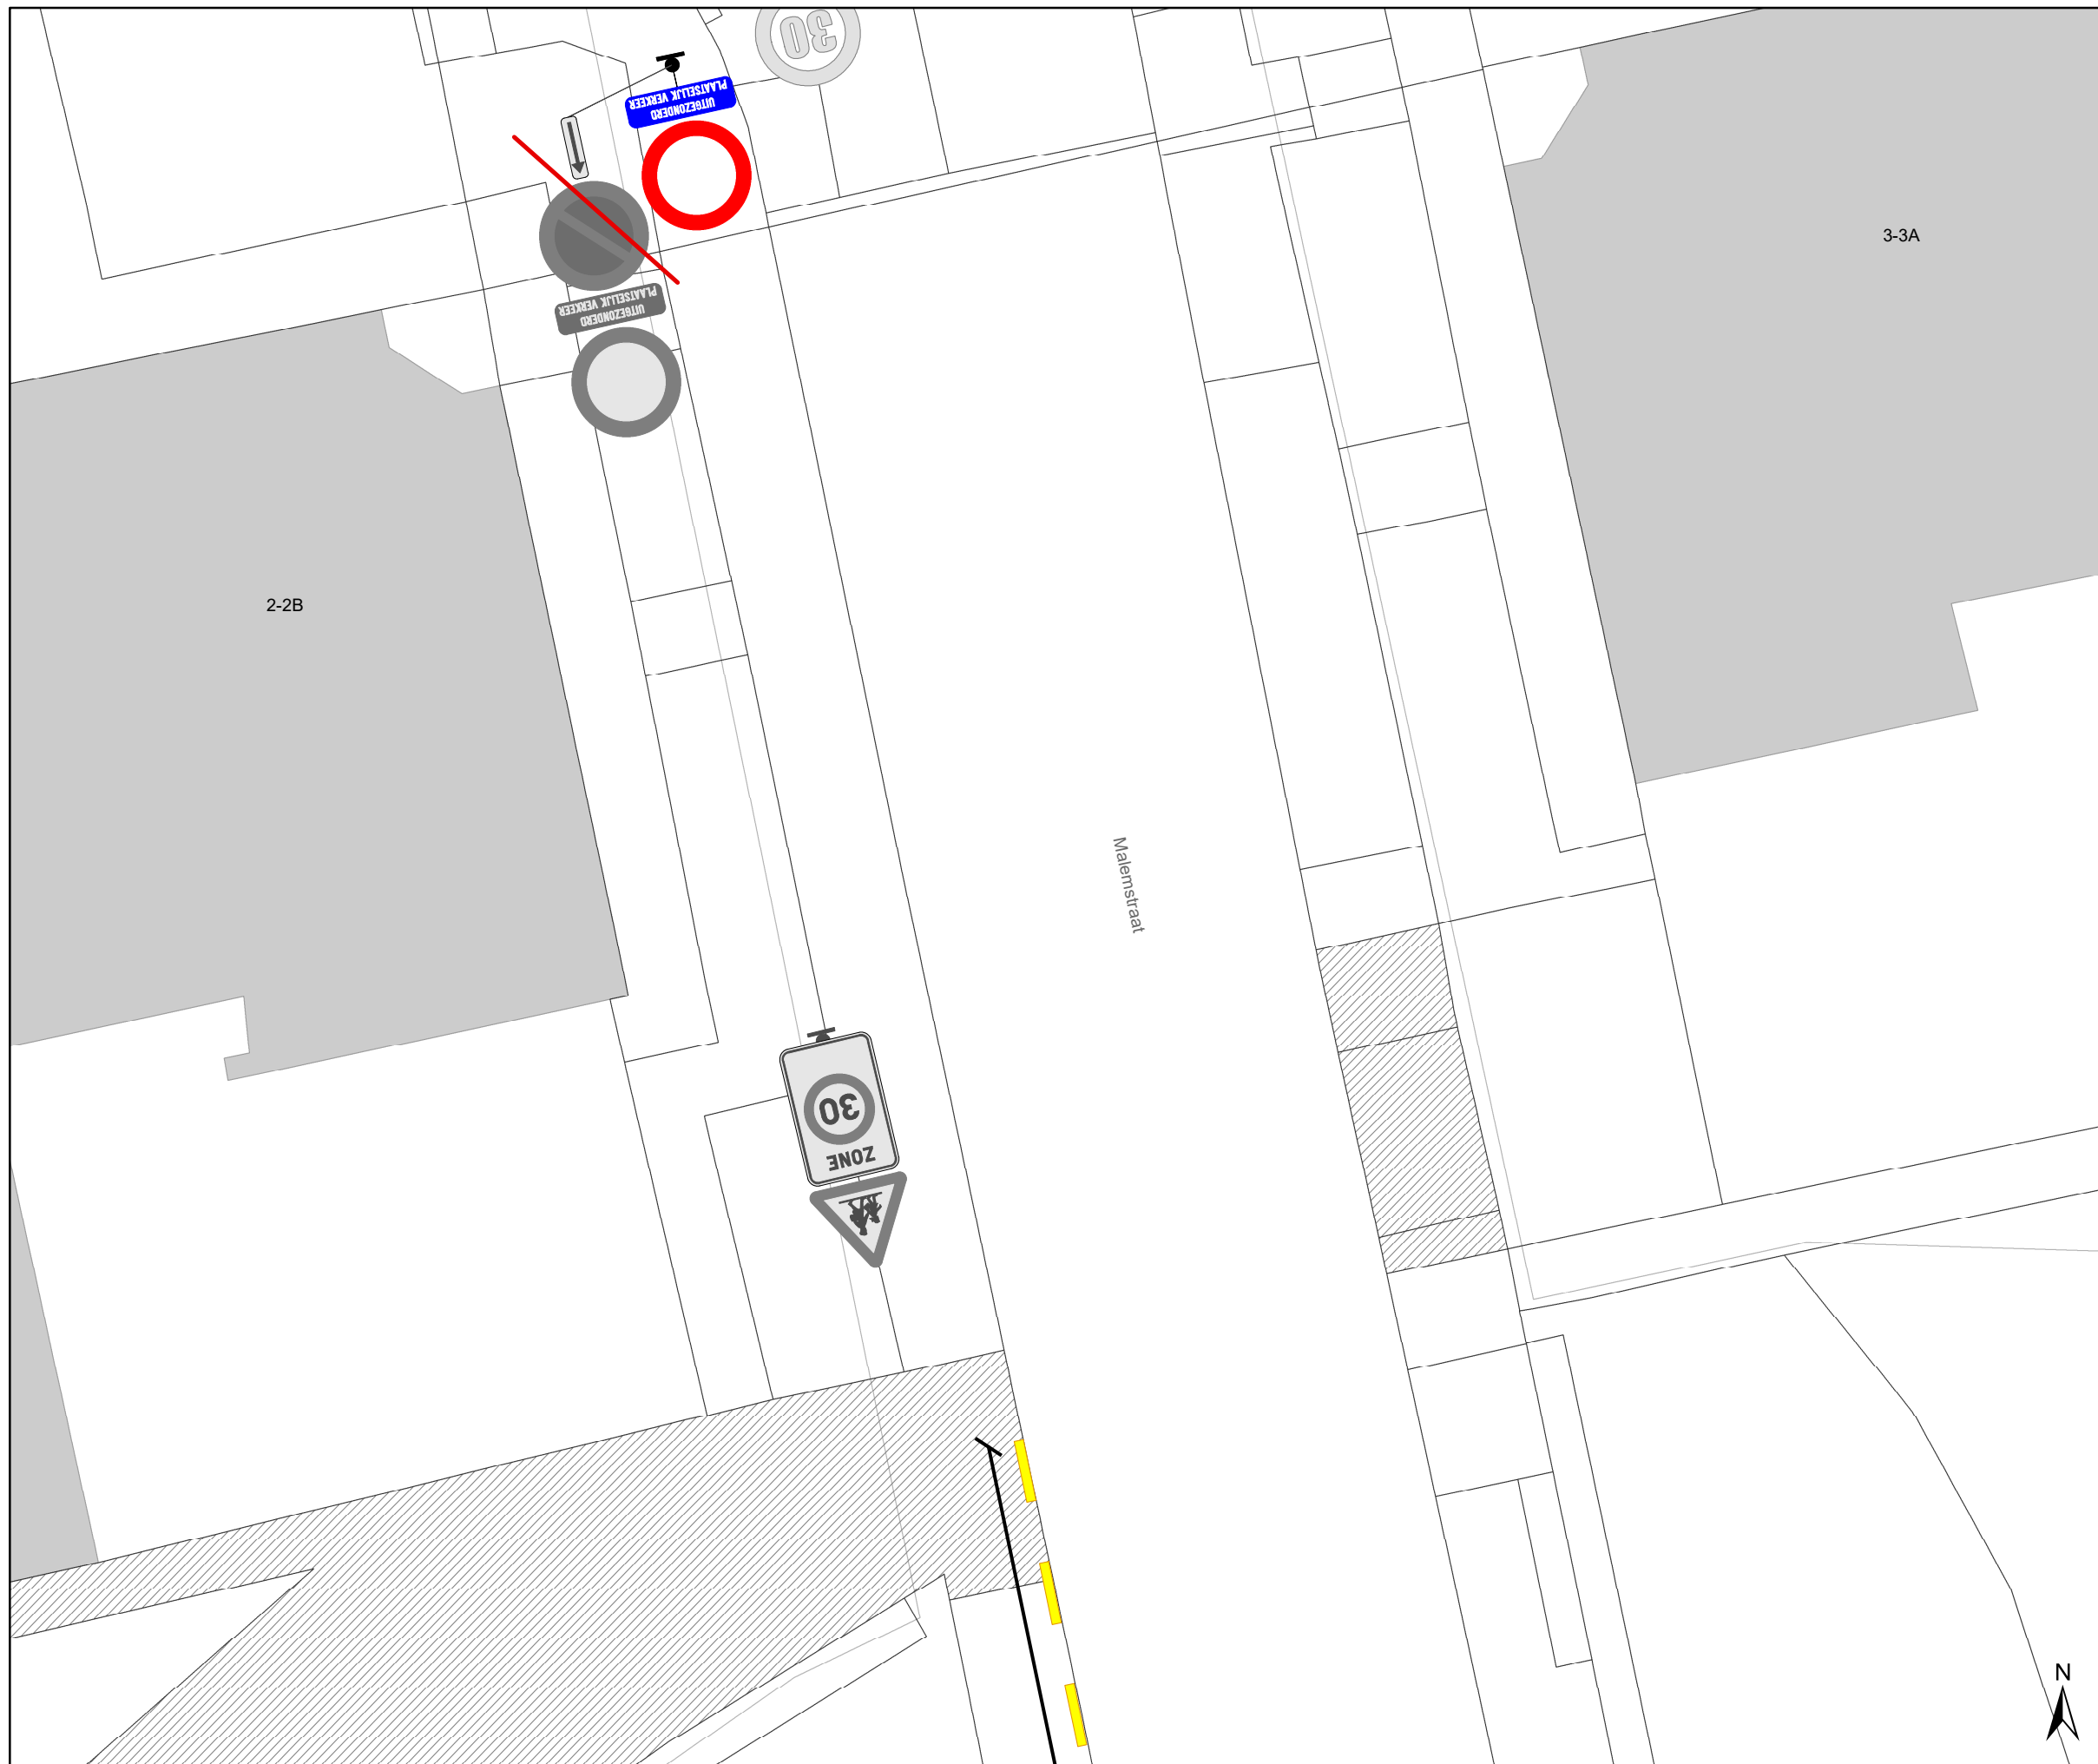 30
UITGEZONDERD
PLAATSELIJK VERKEER
3-3A
UITGEZONDERD
PLAATSELIJK VERKEER
2-2B
Malemstraat
ZONE
30
N